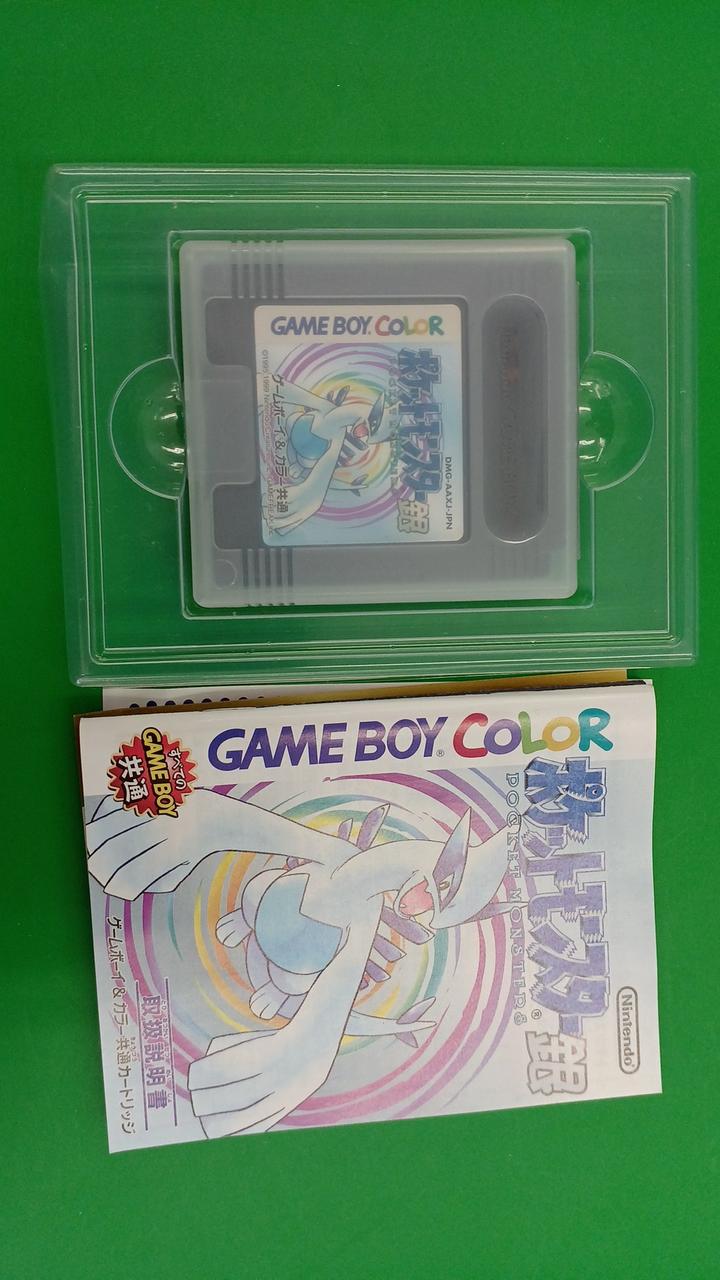 GAME BOY COLOR
ポケットモンスター銀
DMG-AAXJ-JPN
ゲームボーイ&カラー共通
GAME BOY® COLOR
すべての
GAME BOY
共通
ポケットモンスター銀
POCKET MONSTERS®
Nintendo®
取扱説明書
ゲームボーイ&カラー共通カートリッジ